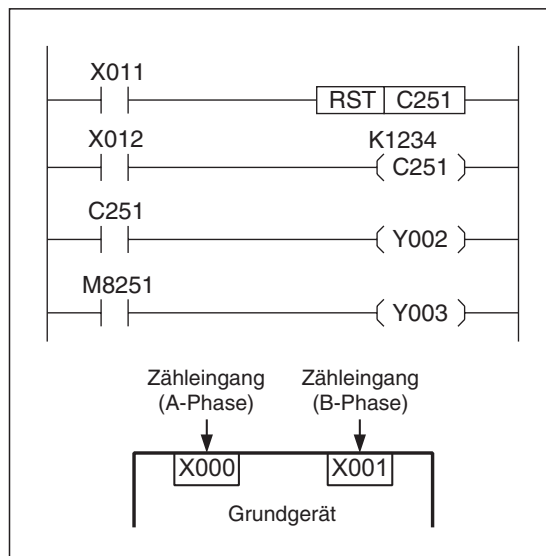 X011
RST C251
X012 K1234
C251
C251
Y002
M8251
Y003
Zähleingang Zähleingang
(A-Phase) (B-Phase)
X000 X001
Grundgerät